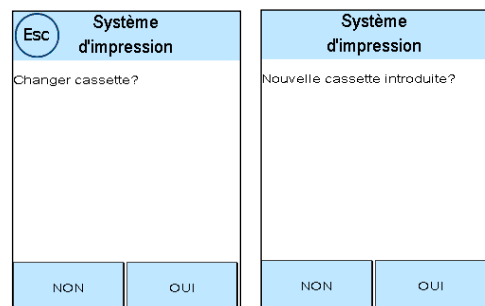 Esc
Système
d'impression
Changer cassette?
NON
OUI
Système
d'impression
Nouvelle cassette introduite?
NON
OUI